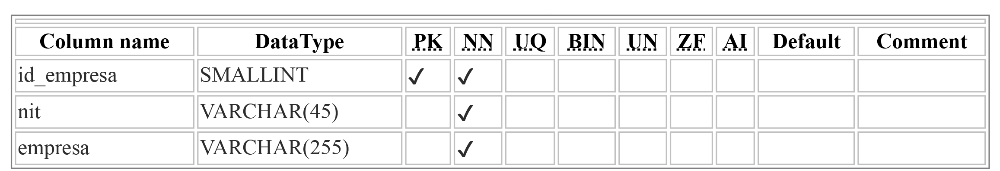 Column name DataType PK NN UQ BIN UN ZF AI Default Comment
id_empresa SMALLINT ✓ ✓
nit VARCHAR(45) ✓
empresa VARCHAR(255) ✓